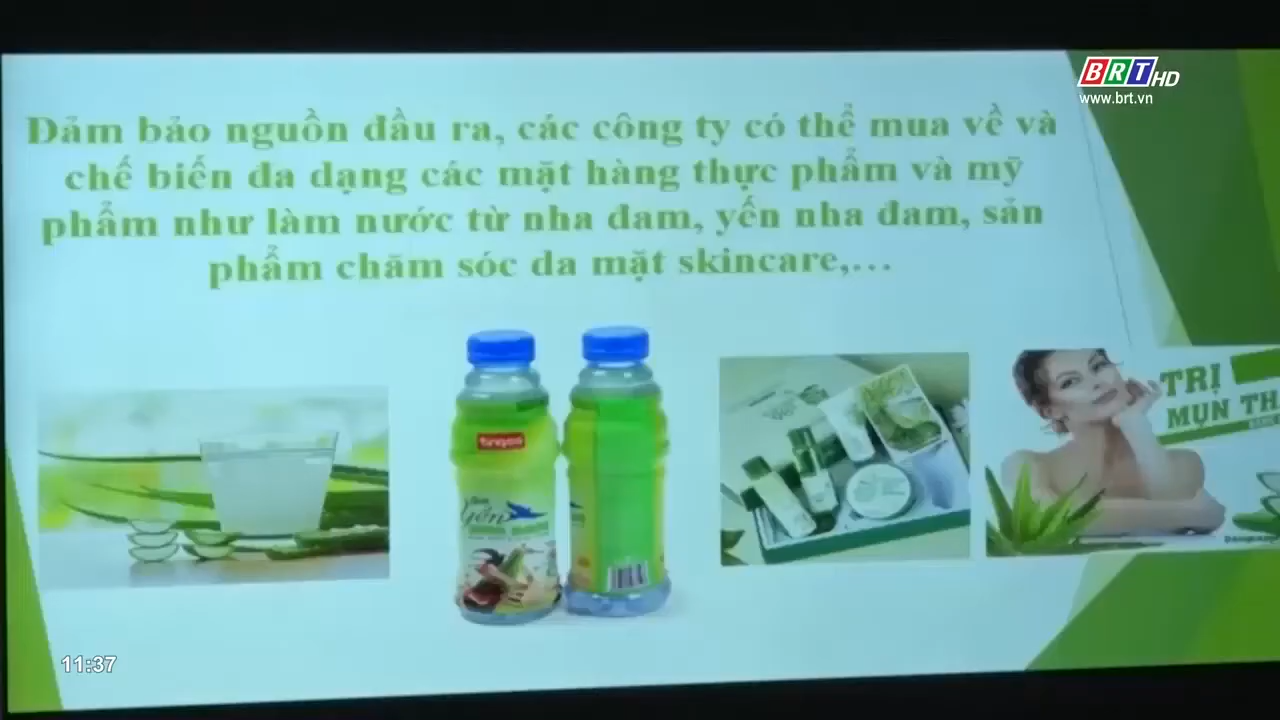 BRT HD
www.brt.vn
Đảm bảo nguồn đầu ra, các công ty có thể mua về và
chế biến đa dạng các mặt hàng thực phẩm và mỹ
phẩm như làm nước từ nha đam, yến nha đam, sản
phẩm chăm sóc da mặt skincare,...
Yến
TRỊ
MỤN TH
11:37